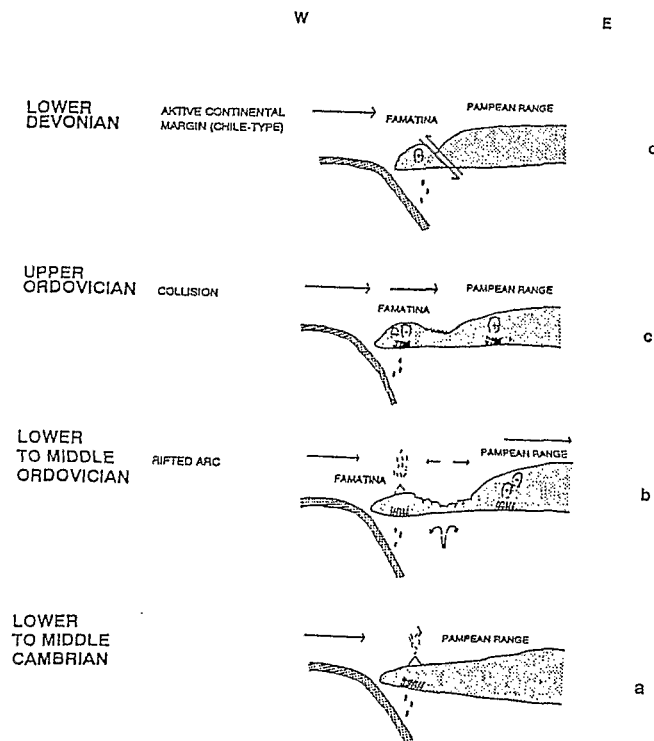 W E
LOWER
DEVONIAN
AKTIVE CONTINENTAL
MARGIN (CHILE-TYPE)
FAMATINA
PAMPEAN RANGE
UPPER
ORDOVICIAN
COLLISION
FAMATINA
PAMPEAN RANGE
c
LOWER
TO MIDDLE
ORDOVICIAN
RIFTED ARC
FAMATINA
PAMPEAN RANGE
b
LOWER
TO MIDDLE
CAMBRIAN
PAMPEAN RANGE
a